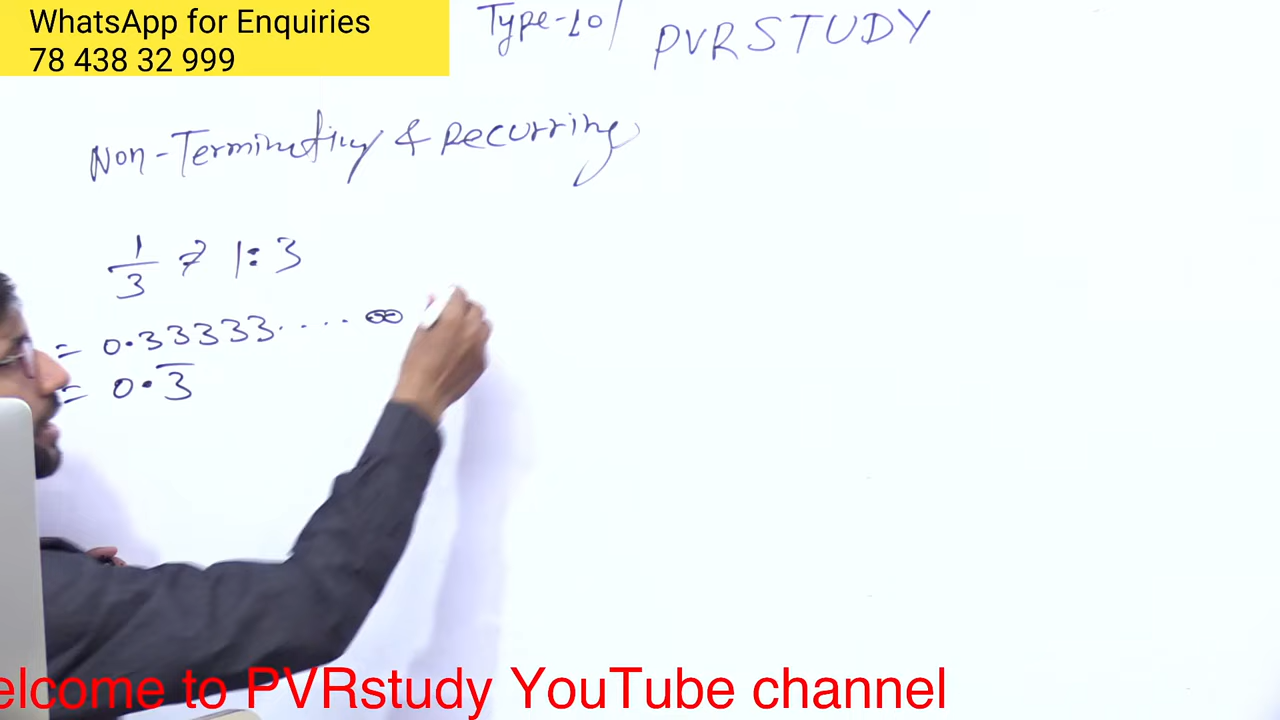 WhatsApp for Enquiries
78 438 32 999
Type-10/ PVRSTUDY
Non-Terminating & Recurring
1/3 → 1:3
= 0.33333.... ∞
= 0.3̅
elcome to PVRstudy YouTube channel